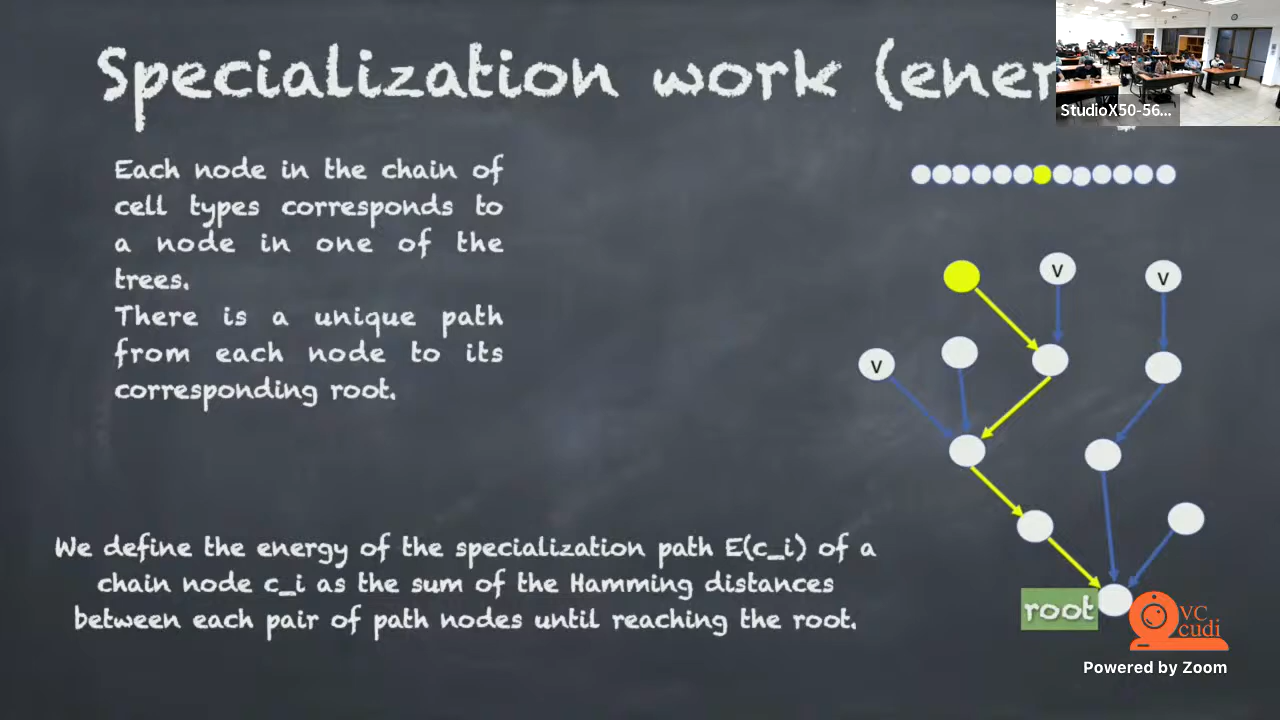 Specialization work (ener
StudioX50-56...
Each node in the chain of
cell types corresponds to
a node in one of the
trees.
There is a unique path
from each node to its
corresponding root.
V
V
V
We define the energy of the specialization path E(c_i) of a
chain node c_i as the sum of the Hamming distances
between each pair of path nodes until reaching the root.
root
VC
cudi
Powered by Zoom